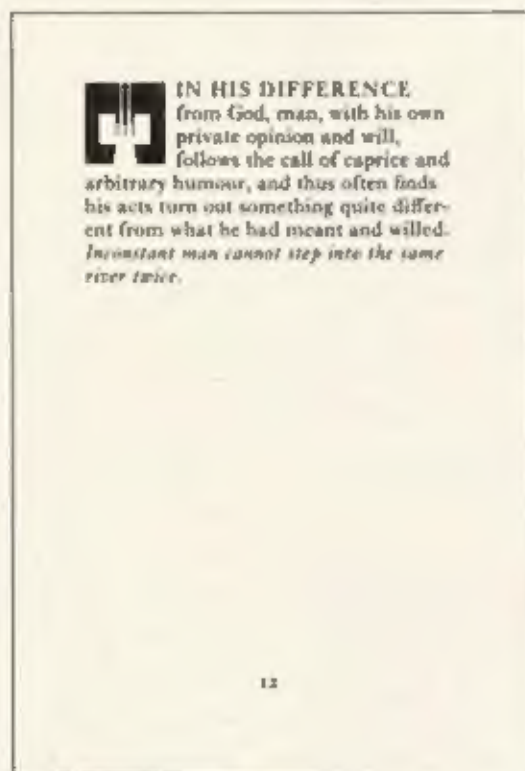 IN HIS DIFFERENCE
from God, man, with his own
private opinion and will,
follows the call of caprice and
arbitrary humour, and thus often finds
his acts turn out something quite differ-
ent from what he had meant and willed.
Inconstant man cannot step into the same
river twice.
12